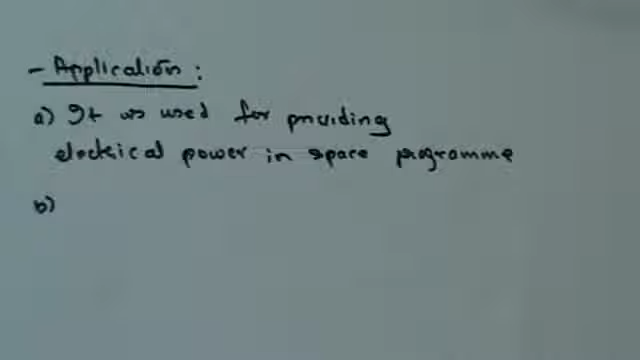 - Application :
a) It is used for providing
electrical power in space programme
b)